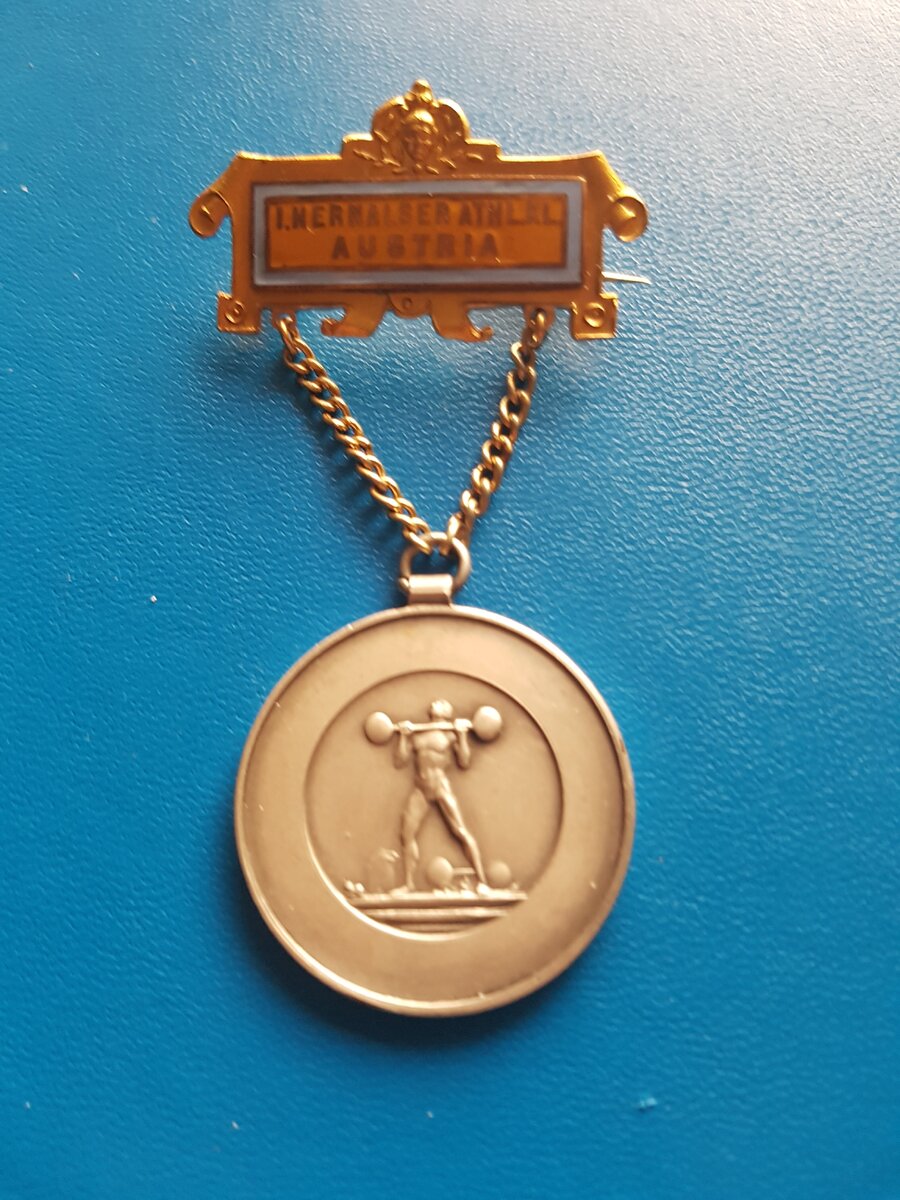 I. HERNALSER ATHL. KL.
AUSTRIA